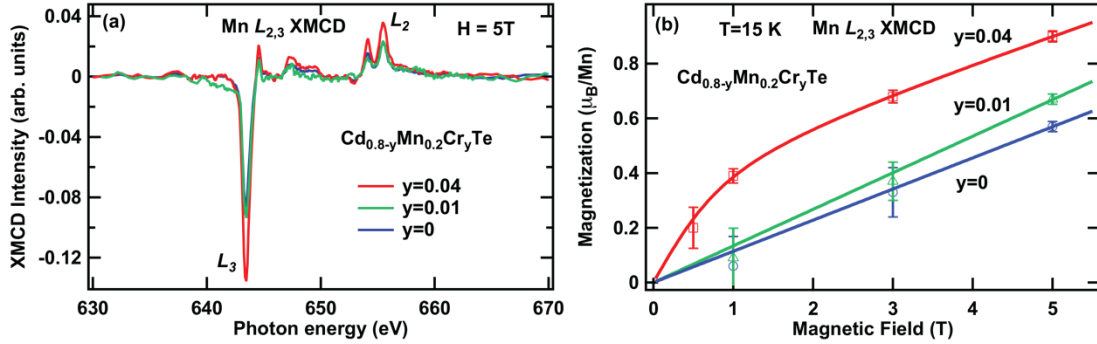 (a)
Mn L2,3 XMCD
L2
H = 5T
0.04
0
-0.04
-0.08
-0.12
XMCD Intensity (arb. units)
Cd0.8-yMn0.2CryTe
y=0.04
y=0.01
y=0
L3
630
640
650
660
670
Photon energy (eV)
(b)
T=15 K
Mn L2,3 XMCD
y=0.04
Cd0.8-yMn0.2CryTe
y=0.01
y=0
0.8
0.6
0.4
0.2
0
Magnetization (μB/Mn)
0
1
2
3
4
5
Magnetic Field (T)